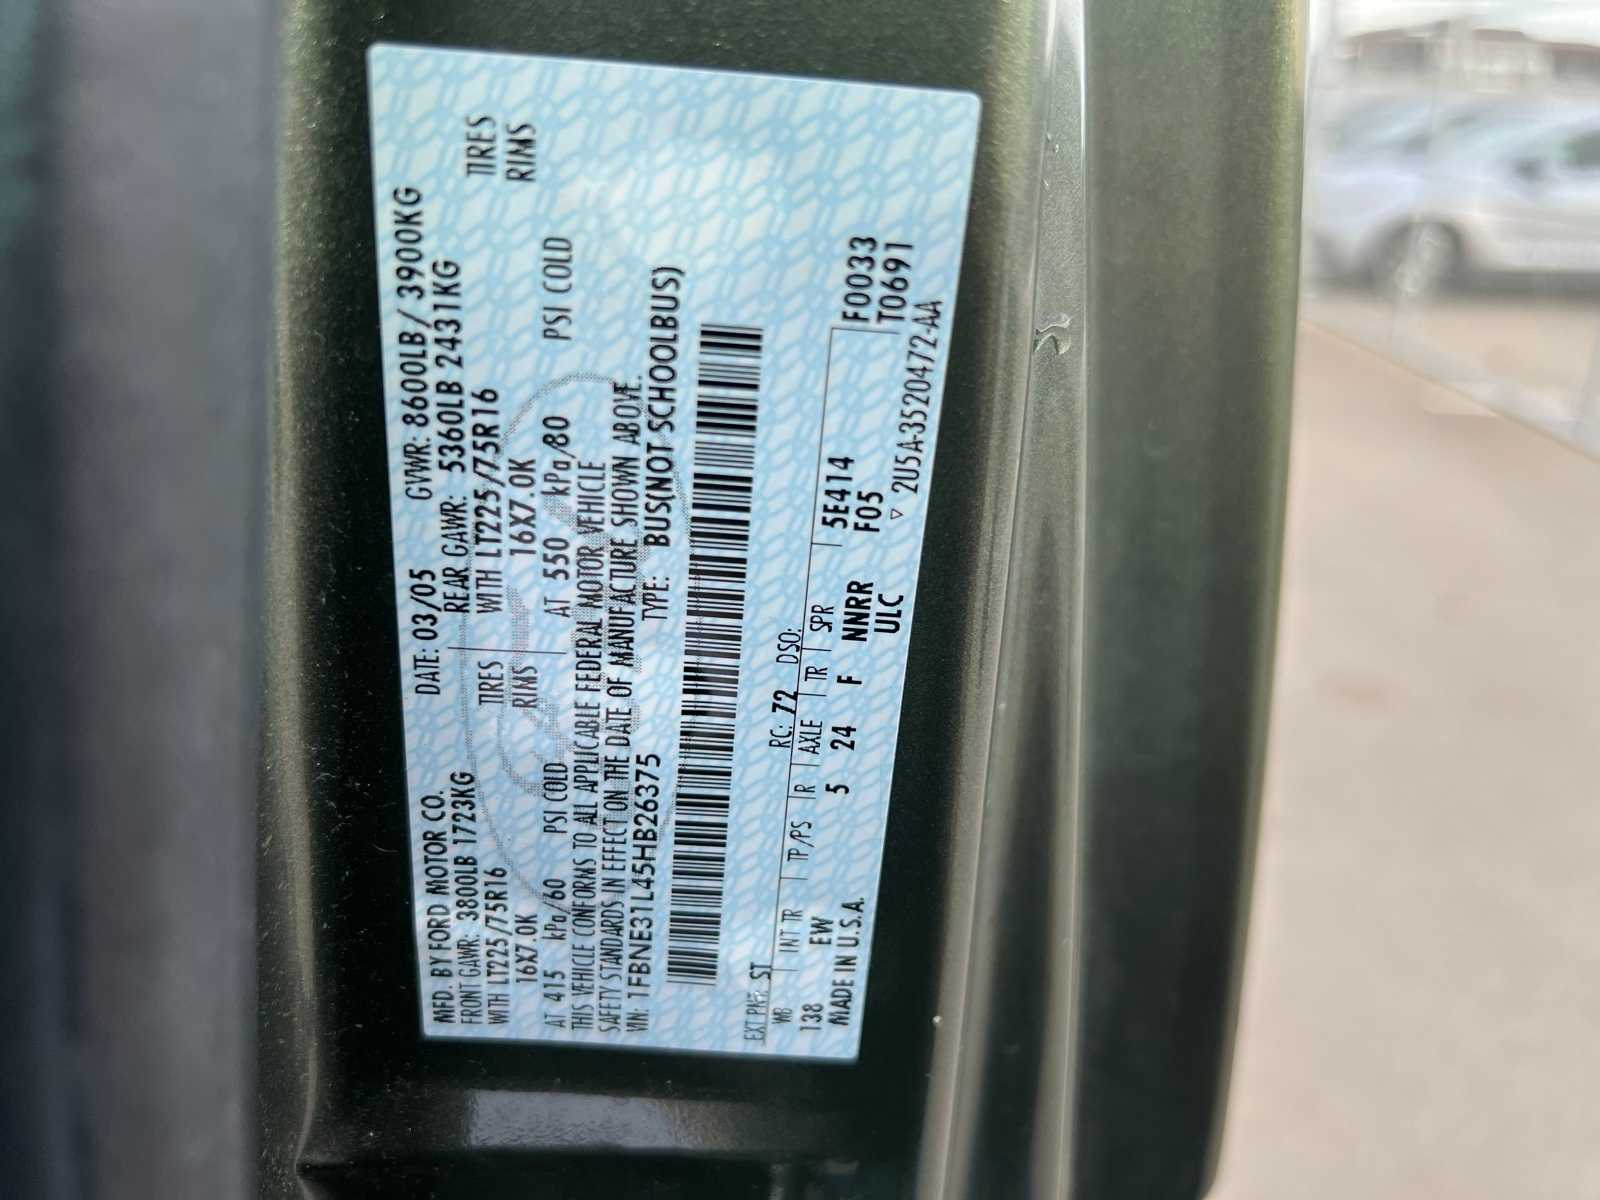 MFD. BY FORD MOTOR CO. DATE: 03/05 GVWR: 8600LB/ 3900KG
FRONT GAWR: 3800LB 1723KG REAR GAWR: 5360LB 2431KG
WITH LT225/75R16 TIRES WITH LT225/75R16 TIRES
16X7.0K RIMS 16X7.0K RIMS
AT 415 kPa/60 PSI COLD AT 550 kPa/80 PSI COLD
THIS VEHICLE CONFORMS TO ALL APPLICABLE FEDERAL MOTOR VEHICLE
SAFETY STANDARDS IN EFFECT ON THE DATE OF MANUFACTURE SHOWN ABOVE.
VIN: 1FBNE31L45HB26375 TYPE: BUS(NOT SCHOOLBUS)
EXT PNT: ST RC: 72 DSO:
WB INT TR TP/PS R AXLE TR SPR F0033
138 EW 5 24 F 5E414 T0691
MADE IN U.S.A. NNRR F05
ULC 2U5A-3520472-AA